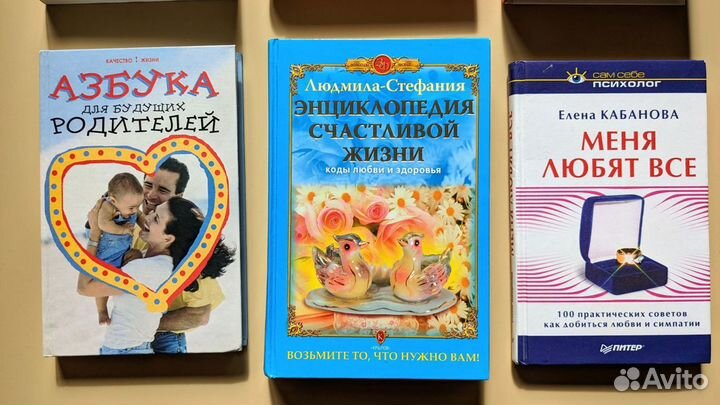 КАЧЕСТВО ЖИЗНИ
АЗБУКА
ДЛЯ БУДУЩИХ
РОДИТЕЛЕЙ
Людмила-Стефания
ЭНЦИКЛОПЕДИЯ
СЧАСТЛИВОЙ
ЖИЗНИ
коды любви и здоровья
ВОЗЬМИТЕ ТО, ЧТО НУЖНО ВАМ!
сам себе
ПСИХОЛОГ
Елена КАБАНОВА
МЕНЯ
ЛЮБЯТ ВСЕ
100 практических советов
как добиться любви и симпатии
ПИТЕР
Avito